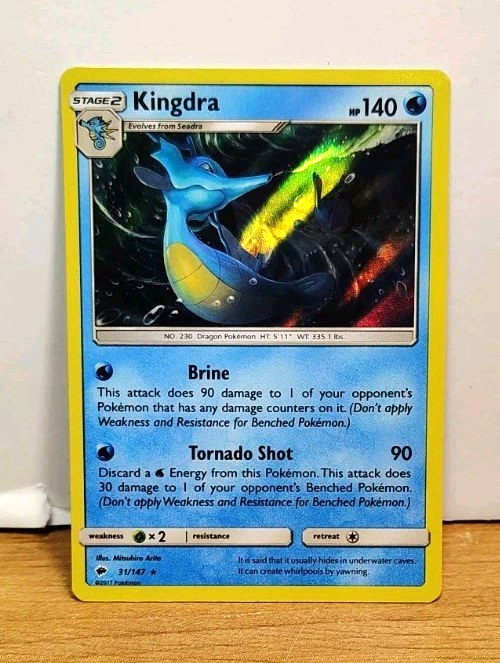 STAGE 2 Kingdra HP 140
Evolves from Seadra
NO. 230 Dragon Pokémon HT: 5'11" WT: 335.1 lbs.
Brine
This attack does 90 damage to 1 of your opponent's
Pokémon that has any damage counters on it. (Don't apply
Weakness and Resistance for Benched Pokémon.)
Tornado Shot 90
Discard a Energy from this Pokémon. This attack does
30 damage to 1 of your opponent's Benched Pokémon.
(Don't apply Weakness and Resistance for Benched Pokémon.)
weakness × 2 resistance retreat
Illus. Mitsuhiro Arita
31/147 ★
©2017 Pokémon
It is said that it usually hides in underwater caves.
It can create whirlpools by yawning.